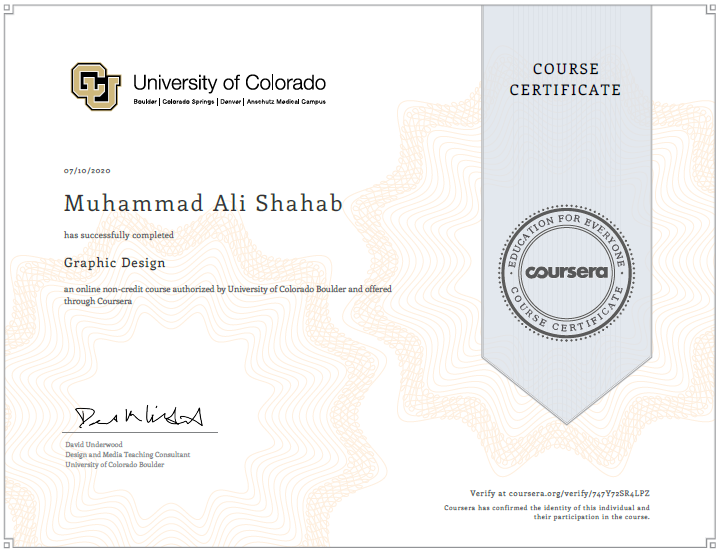 University of Colorado
Boulder | Colorado Springs | Denver | Anschutz Medical Campus
COURSE
CERTIFICATE
07/10/2020
Muhammad Ali Shahab
has successfully completed
Graphic Design
an online non-credit course authorized by University of Colorado Boulder and offered
through Coursera
EDUCATION FOR EVERYONE
coursera
COURSE CERTIFICATE
David Underwood
Design and Media Teaching Consultant
University of Colorado Boulder
Verify at coursera.org/verify/747Y72SR4LPZ
Coursera has confirmed the identity of this individual and
their participation in the course.